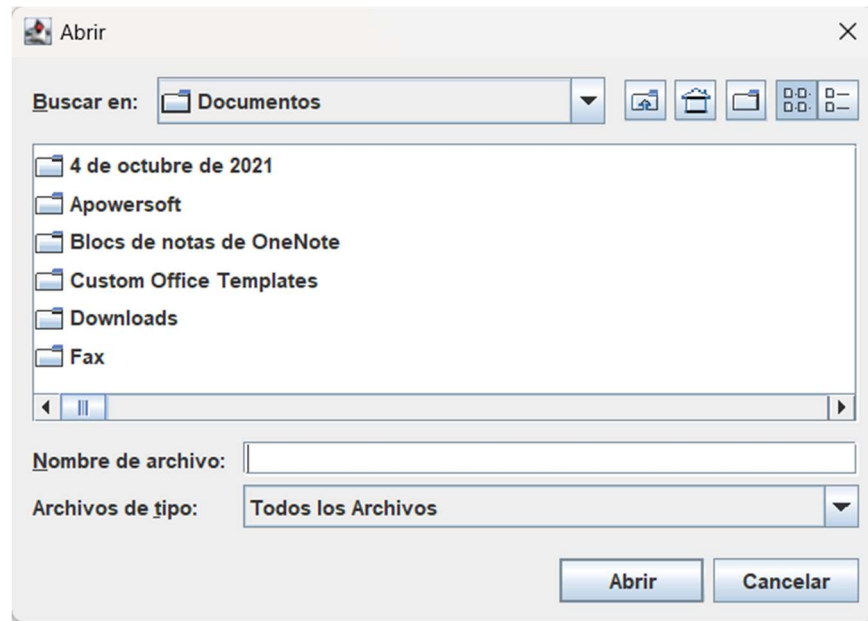 Abrir
Buscar en: Documentos
4 de octubre de 2021
Apowersoft
Blocs de notas de OneNote
Custom Office Templates
Downloads
Fax
Nombre de archivo:
Archivos de tipo: Todos los Archivos
Abrir Cancelar